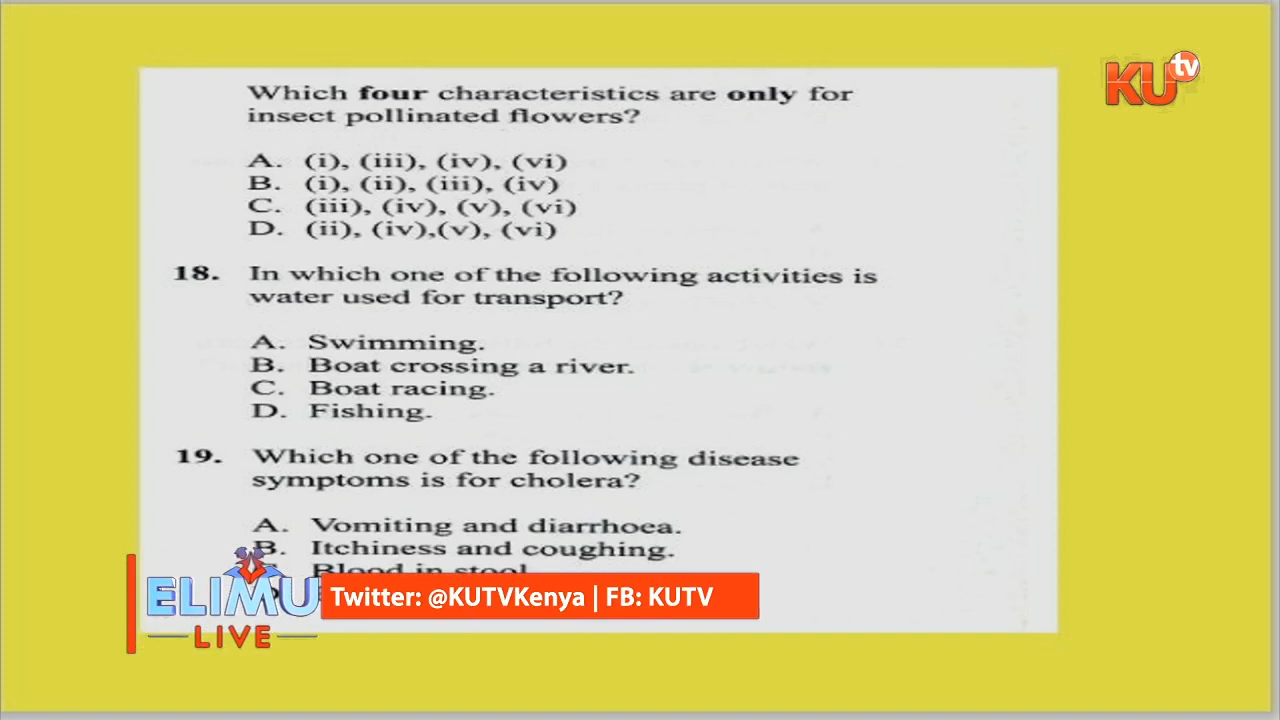 KU tv
Which four characteristics are only for
insect pollinated flowers?
A. (i), (iii), (iv), (vi)
B. (i), (ii), (iii), (iv)
C. (iii), (iv), (v), (vi)
D. (ii), (iv),(v), (vi)
18. In which one of the following activities is
water used for transport?
A. Swimming.
B. Boat crossing a river.
C. Boat racing.
D. Fishing.
19. Which one of the following disease
symptoms is for cholera?
A. Vomiting and diarrhoea.
B. Itchiness and coughing.
Blood in stool
ELIMU
LIVE
Twitter: @KUTVKenya | FB: KUTV